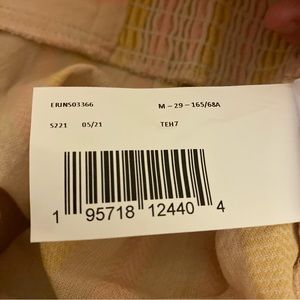 ERJNS03366 M – 29 – 165/68A
S221 05/21 TEH7
1 95718 12440 4